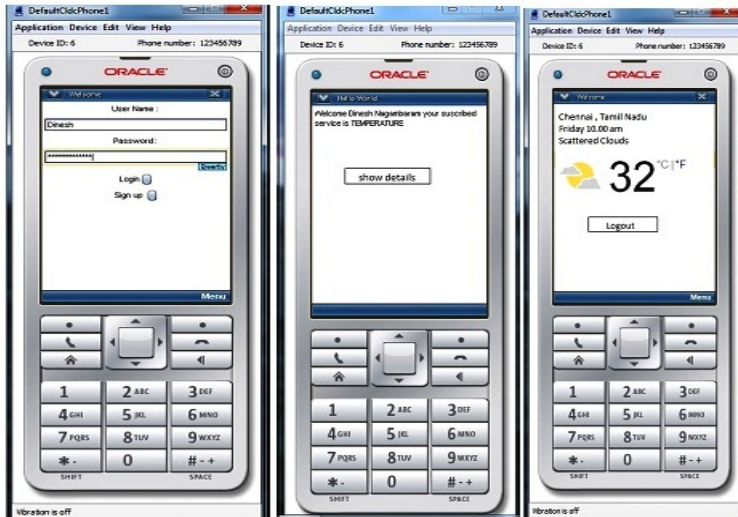 DefaultCldcPhone1
Application Device Edit View Help
Device ID: 6 Phone number: 123456789
ORACLE
Welcome
User Name :
Dinesh
Password:
*************
Qwerty
Login
Sign up
Menu
1 2 ABC 3 DEF
4 GHI 5 JKL 6 MNO
7 PQRS 8 TUV 9 WXYZ
* . 0 # - +
SHIFT SPACE
Vibration is off
DefaultCldcPhone1
Application Device Edit View Help
Device ID: 6 Phone number: 123456789
ORACLE
Hello World
Welcome Dinesh Nagambaram your suscribed
service is TEMPERATURE
show details
1 2 ABC 3 DEF
4 GHI 5 JKL 6 MNO
7 PQRS 8 TUV 9 WXYZ
* . 0 # - +
SHIFT SPACE
DefaultCldcPhone1
Application Device Edit View Help
Device ID: 6 Phone number: 123456789
ORACLE
Welcome
Chennai , Tamil Nadu
Friday 10.00 am
Scattered Clouds
32 °C | °F
Logout
Menu
1 2 ABC 3 DEF
4 GHI 5 JKL 6 MNO
7 PQRS 8 TUV 9 WXYZ
* . 0 # - +
SHIFT SPACE
Vibration is off